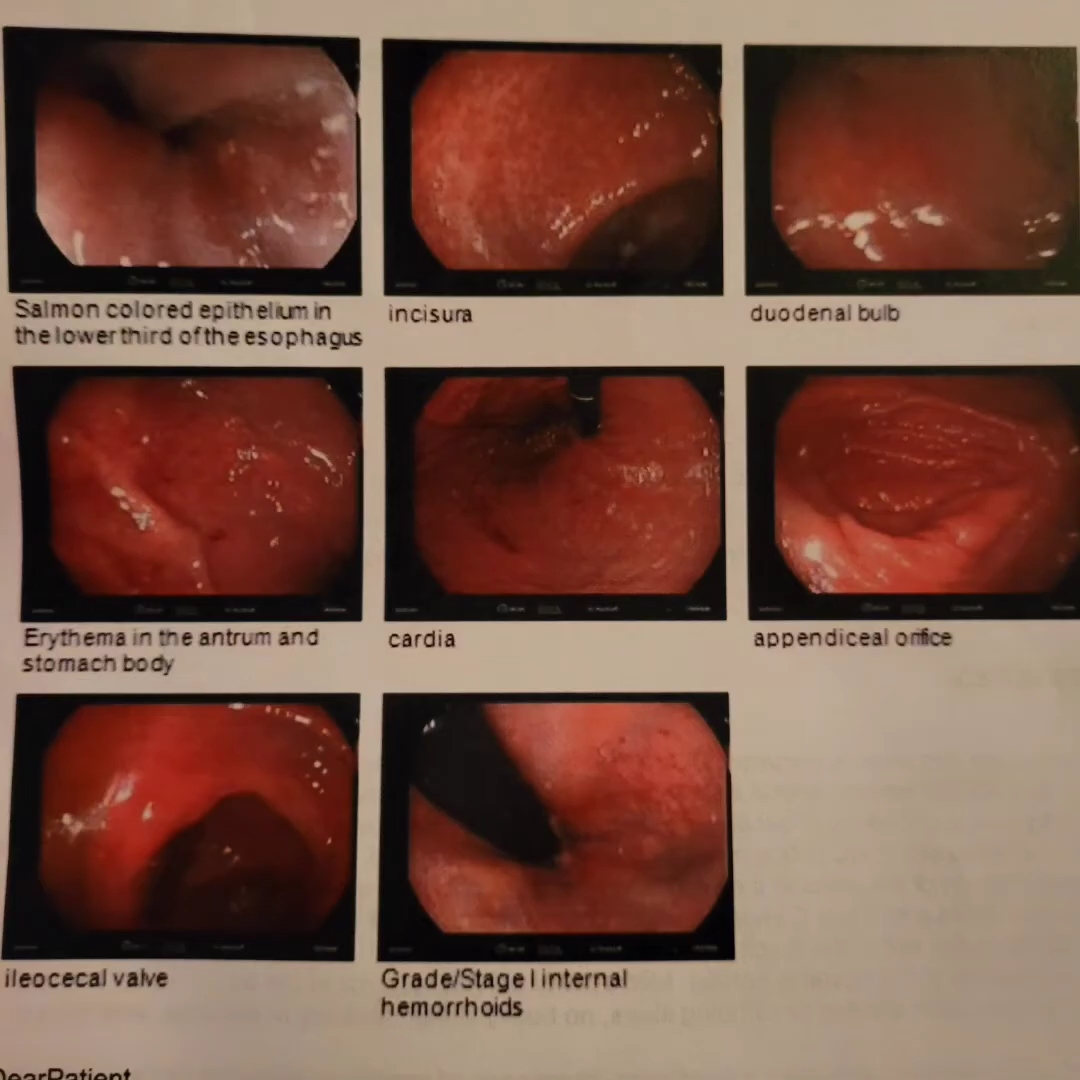 Salmon colored epithelium in
the lower third of the esophagus
incisura
duodenal bulb
Erythema in the antrum and
stomach body
cardia
appendiceal orifice
ileocecal valve
Grade/Stage I internal
hemorrhoids
DearPatient